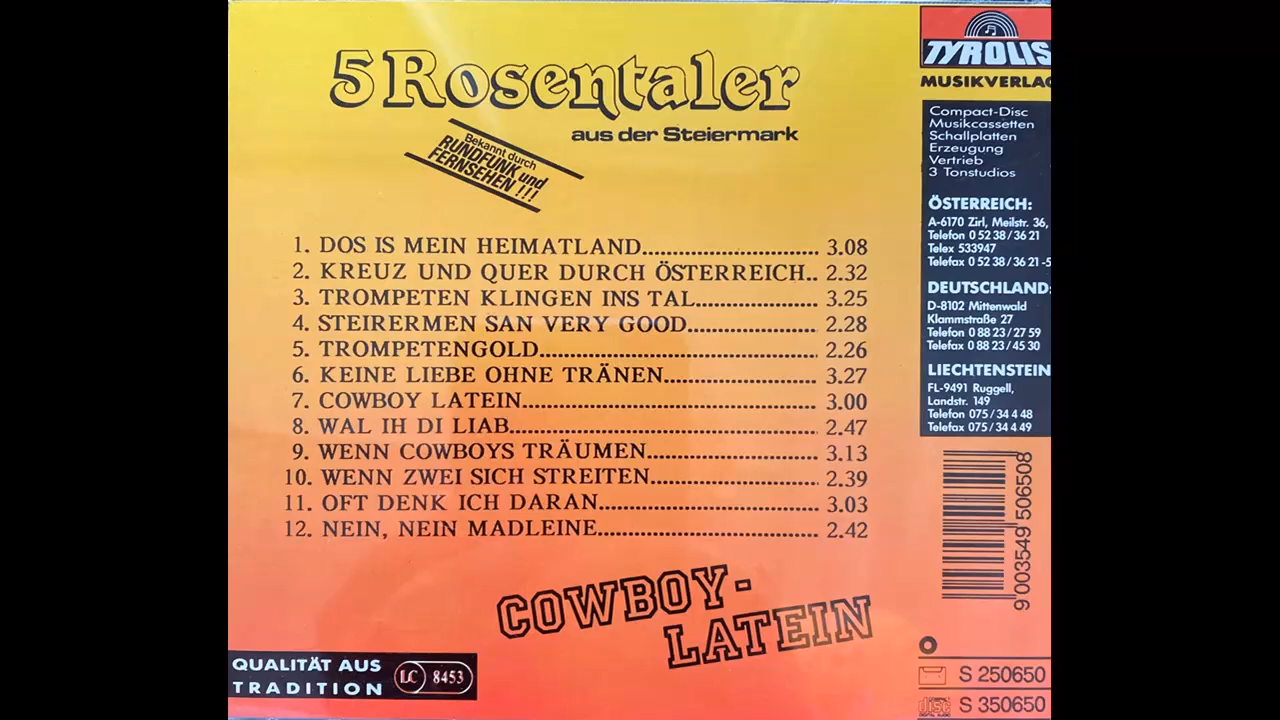 5 Rosentaler
aus der Steiermark
Bekannt durch
RUNDFUNK und
FERNSEHEN !!!
1. DOS IS MEIN HEIMATLAND 3.08
2. KREUZ UND QUER DURCH ÖSTERREICH 2.32
3. TROMPETEN KLINGEN INS TAL 3.25
4. STEIRERMEN SAN VERY GOOD 2.28
5. TROMPETENGOLD 2.26
6. KEINE LIEBE OHNE TRÄNEN 3.27
7. COWBOY LATEIN 3.00
8. WAL IH DI LIAB 2.47
9. WENN COWBOYS TRÄUMEN 3.13
10. WENN ZWEI SICH STREITEN 2.39
11. OFT DENK ICH DARAN 3.03
12. NEIN, NEIN MADLEINE 2.42
COWBOY-
LATEIN
QUALITÄT AUS
TRADITION
LC 8453
TYROLIS
MUSIKVERLAG
Compact-Disc
Musikcassetten
Schallplatten
Erzeugung
Vertrieb
3 Tonstudios
ÖSTERREICH:
A-6170 Zirl, Meilstr. 36,
Telefon 0 52 38 / 36 21
Telex 533947
Telefax 0 52 38 / 36 21 -5
DEUTSCHLAND:
D-8102 Mittenwald
Klammstraße 27
Telefon 0 88 23 / 27 59
Telefax 0 88 23 / 45 30
LIECHTENSTEIN
FL-9491 Ruggell,
Landstr. 149
Telefon 075 / 34 4 48
Telefax 075 / 34 4 49
9 003549 506508
S 250650
disc
S 350650